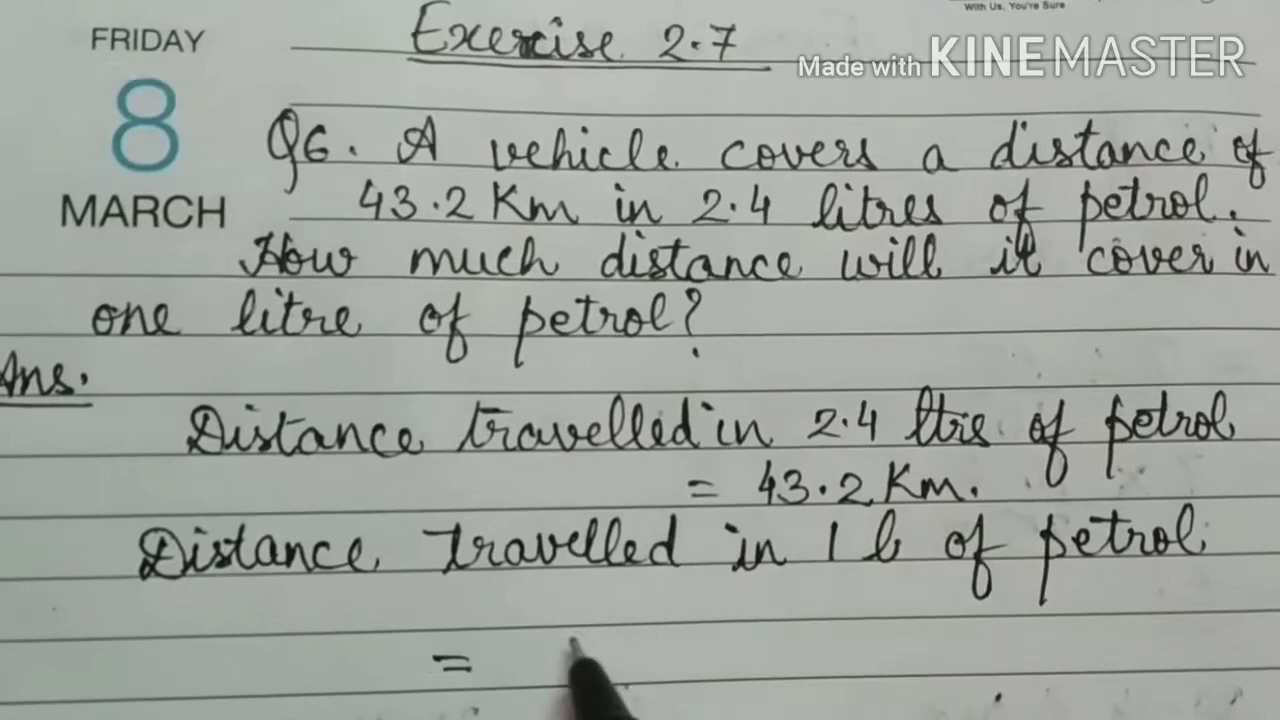 With Us, You're Sure
FRIDAY
8
MARCH
Made with KINEMASTER
Exercise 2.7
Q6. A vehicle covers a distance of
43.2 Km in 2.4 litres of petrol.
How much distance will it cover in
one litre of petrol?
Ans.
Distance travelled in 2.4 ltrs of petrol
= 43.2 Km.
Distance travelled in 1 l of petrol
=